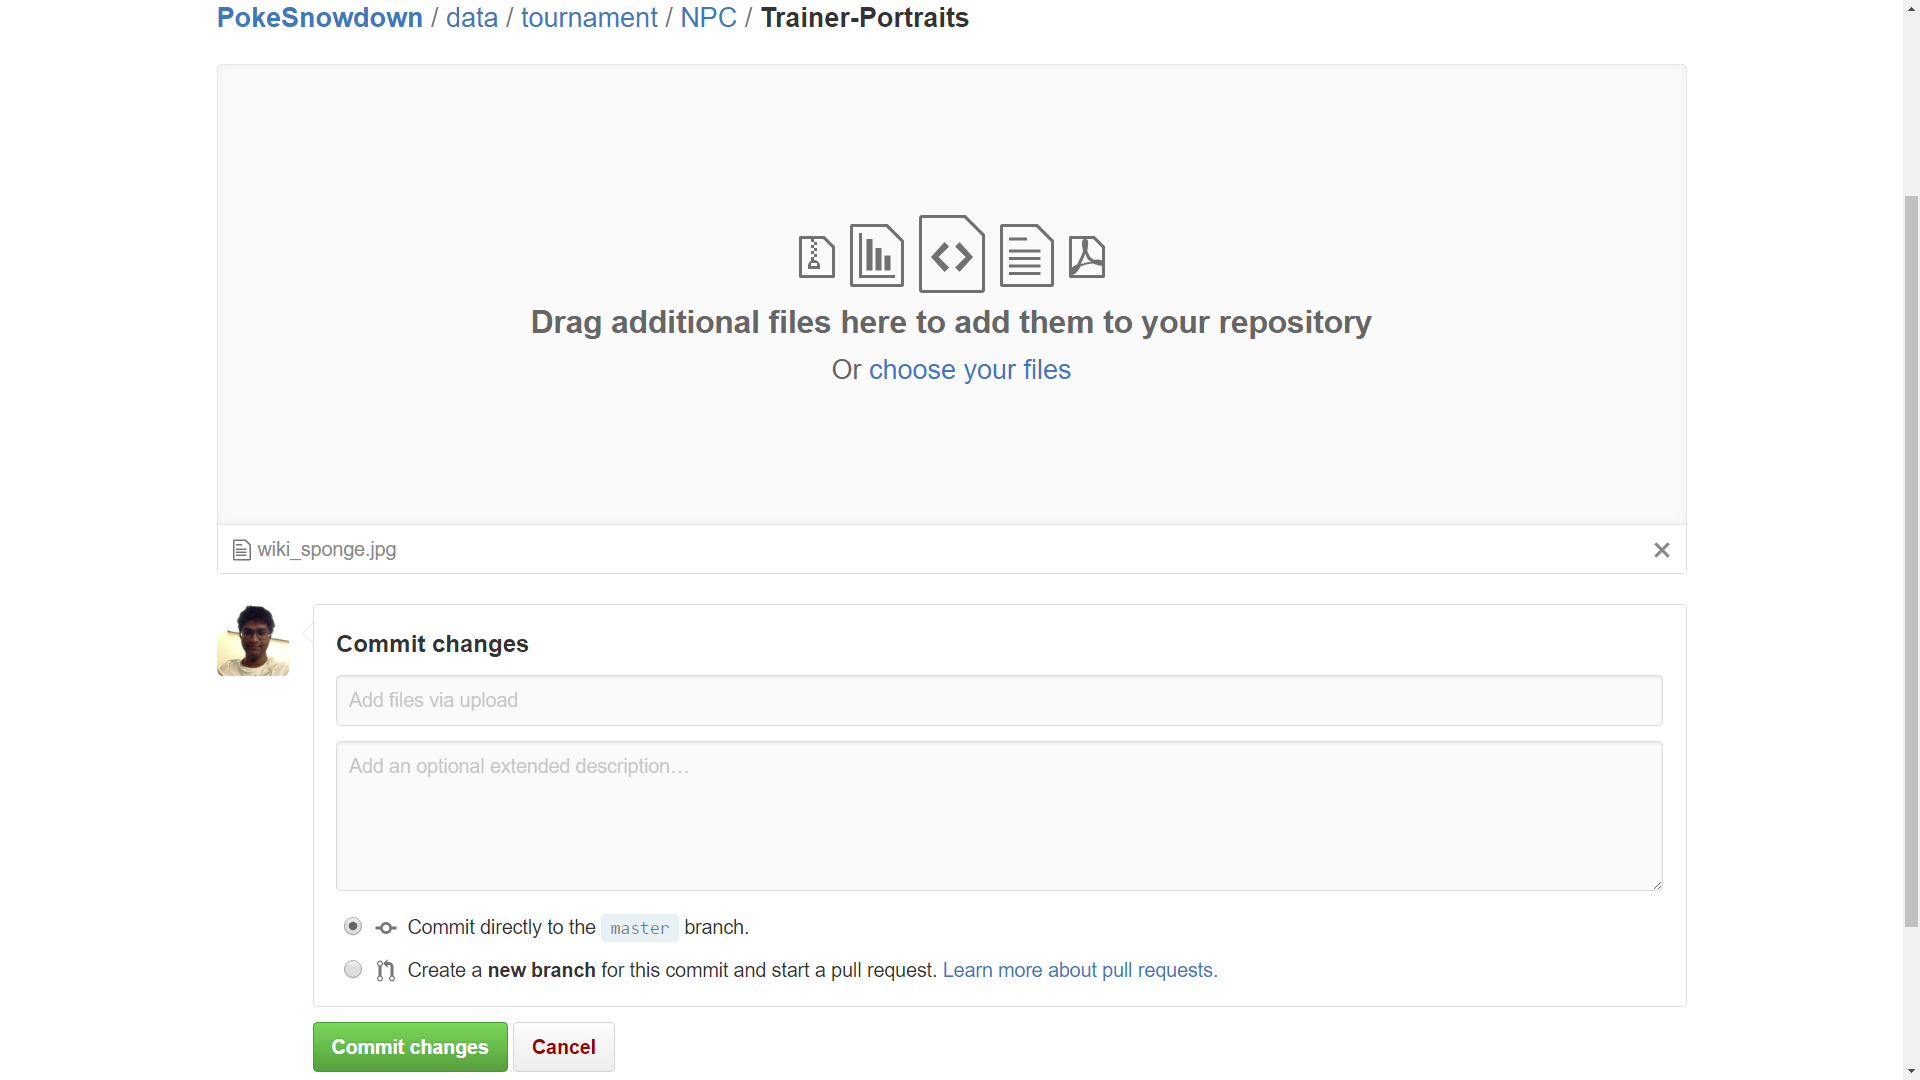 PokeSnowdown / data / tournament / NPC / Trainer-Portraits
Drag additional files here to add them to your repository
Or choose your files
wiki_sponge.jpg
Commit changes
Add files via upload
Add an optional extended description…
Commit directly to the master branch.
Create a new branch for this commit and start a pull request. Learn more about pull requests.
Commit changes Cancel